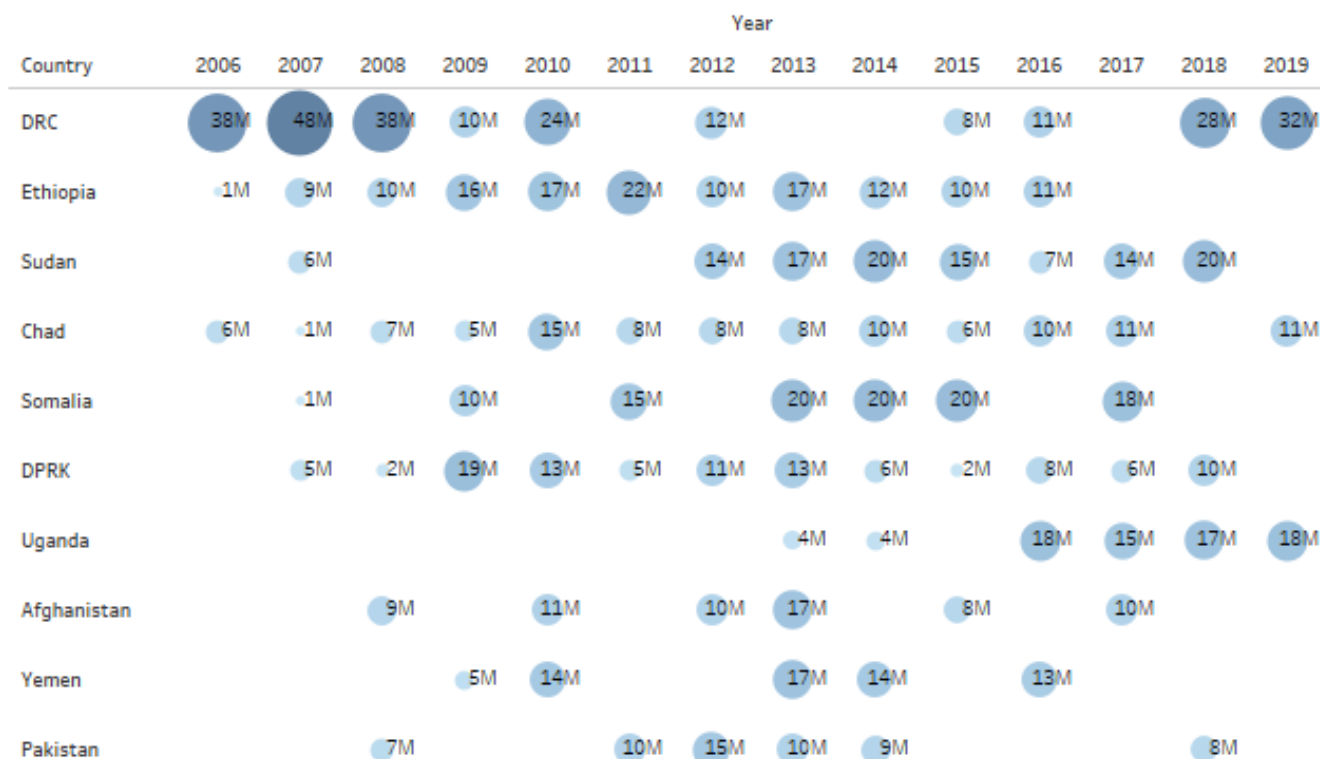 Year
Country 2006 2007 2008 2009 2010 2011 2012 2013 2014 2015 2016 2017 2018 2019
DRC 38M 48M 38M 10M 24M 12M 8M 11M 28M 32M
Ethiopia 1M 9M 10M 16M 17M 22M 10M 17M 12M 10M 11M
Sudan 6M 14M 17M 20M 15M 7M 14M 20M
Chad 6M 1M 7M 5M 15M 8M 8M 8M 10M 6M 10M 11M 11M
Somalia 1M 10M 15M 20M 20M 20M 18M
DPRK 5M 2M 19M 13M 5M 11M 13M 6M 2M 8M 6M 10M
Uganda 4M 4M 18M 15M 17M 18M
Afghanistan 9M 11M 10M 17M 8M 10M
Yemen 5M 14M 17M 14M 13M
Pakistan 7M 10M 15M 10M 9M 8M